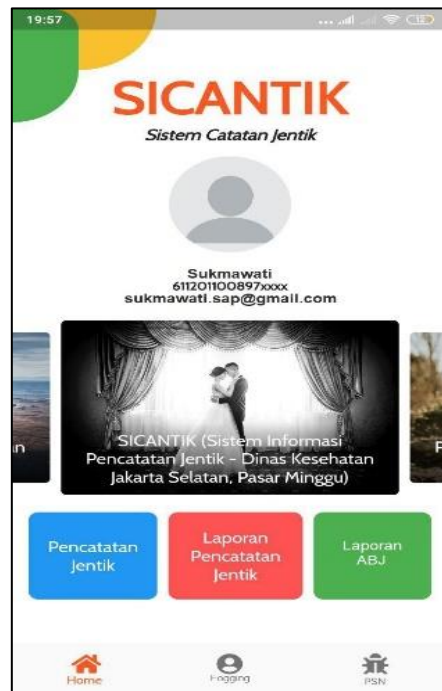 19:57
SICANTIK
Sistem Catatan Jentik
Sukmawati
611201100897xxxx
sukmawati.sap@gmail.com
n
SICANTIK (Sistem Informasi
Pencatatan Jentik - Dinas Kesehatan
Jakarta Selatan, Pasar Minggu)
P
Pencatatan
Jentik
Laporan
Pencatatan
Jentik
Laporan
ABJ
Home
Fogging
PSN